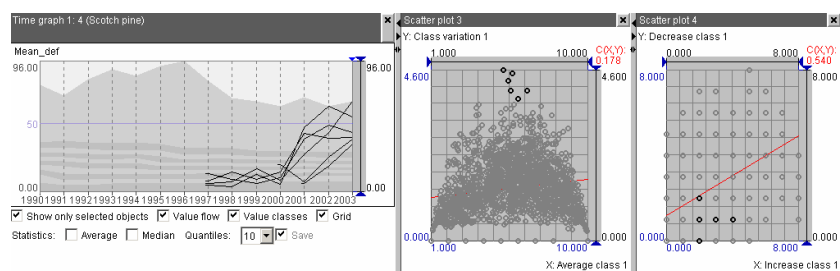 Time graph 1: 4 (Scotch pine)
Mean_def
96.00
96.00
50
0.00
0.00
1990 1991 1992 1993 1994 1995 1996 1997 1998 1999 2000 2001 2002 2003
Show only selected objects Value flow Value classes Grid
Statistics: Average Median Quantiles: 10 Save
Scatter plot 3
Y: Class variation 1
1.000 10.000
C(X,Y):
0.178
4.600
4.600
0.000
0.000
1.000 10.000
X: Average class 1
Scatter plot 4
Y: Decrease class 1
0.000 8.000
C(X,Y):
0.540
8.000
8.000
0.000
0.000
0.000 8.000
X: Increase class 1